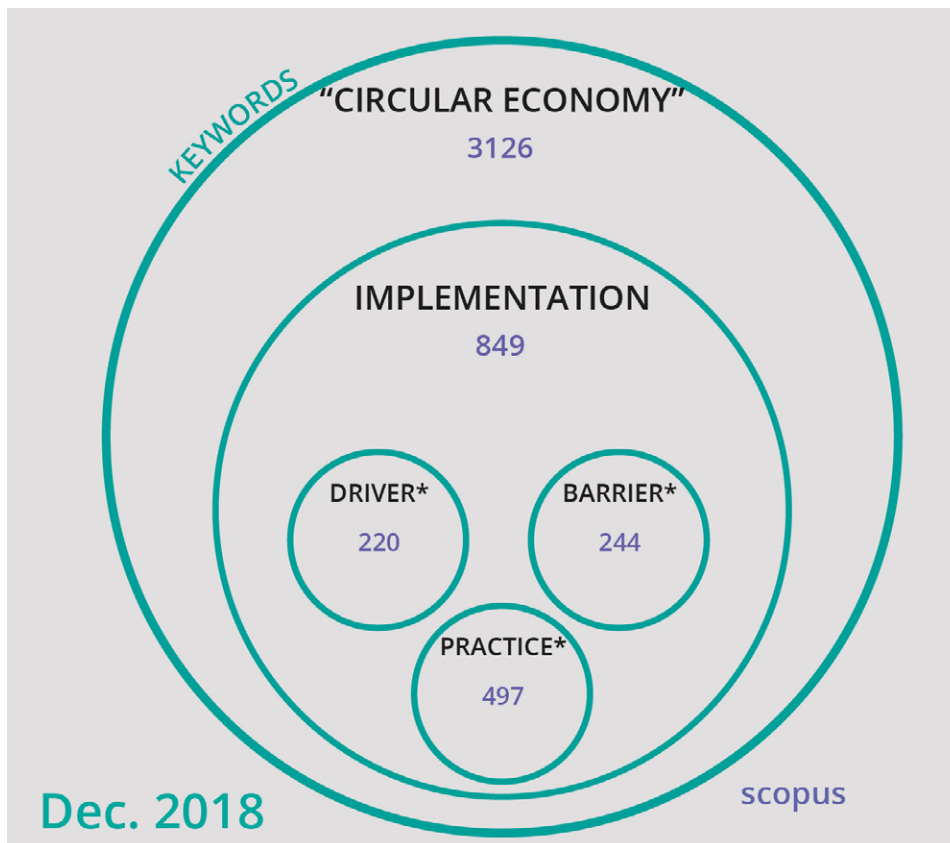 KEYWORDS
“CIRCULAR ECONOMY”
3126
IMPLEMENTATION
849
DRIVER*
220
BARRIER*
244
PRACTICE*
497
Dec. 2018
scopus